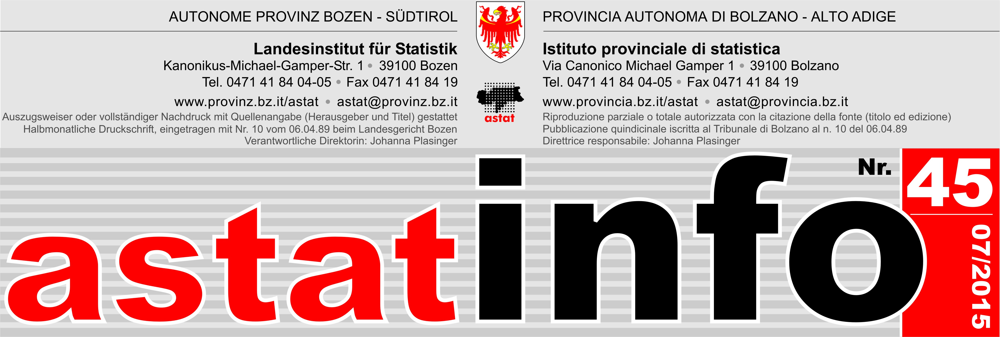 AUTONOME PROVINZ BOZEN - SÜDTIROL
Landesinstitut für Statistik
Kanonikus-Michael-Gamper-Str. 1 • 39100 Bozen
Tel. 0471 41 84 04-05 • Fax 0471 41 84 19
www.provinz.bz.it/astat • astat@provinz.bz.it
Auszugsweiser oder vollständiger Nachdruck mit Quellenangabe (Herausgeber und Titel) gestattet
Halbmonatliche Druckschrift, eingetragen mit Nr. 10 vom 06.04.89 beim Landesgericht Bozen
Verantwortliche Direktorin: Johanna Plasinger
astat
PROVINCIA AUTONOMA DI BOLZANO - ALTO ADIGE
Istituto provinciale di statistica
Via Canonico Michael Gamper 1 • 39100 Bolzano
Tel. 0471 41 84 04-05 • Fax 0471 41 84 19
www.provincia.bz.it/astat • astat@provincia.bz.it
Riproduzione parziale o totale autorizzata con la citazione della fonte (titolo ed edizione)
Pubblicazione quindicinale iscritta al Tribunale di Bolzano al n. 10 del 06.04.89
Direttrice responsabile: Johanna Plasinger
astatinfo
Nr. 45
07/2015